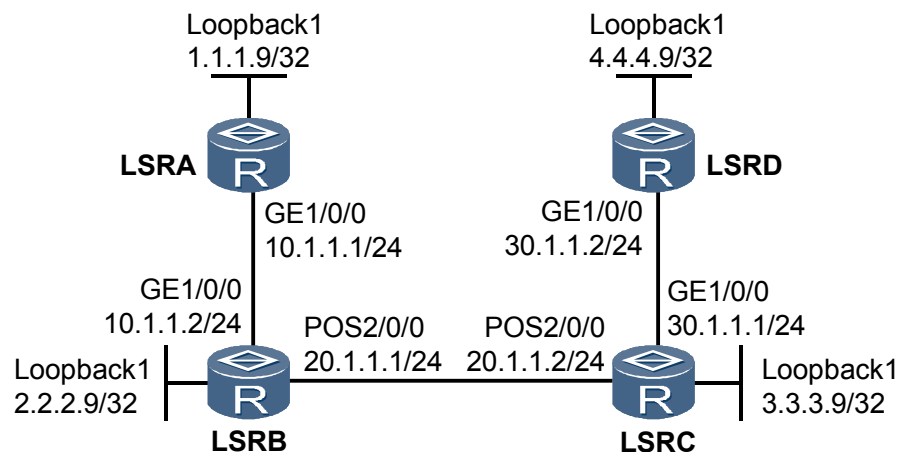 Loopback1
1.1.1.9/32
Loopback1
4.4.4.9/32
LSRA
R
R
LSRD
GE1/0/0
10.1.1.1/24
GE1/0/0
30.1.1.2/24
GE1/0/0
10.1.1.2/24
POS2/0/0
20.1.1.1/24
POS2/0/0
20.1.1.2/24
GE1/0/0
30.1.1.1/24
Loopback1
2.2.2.9/32
R
LSRB
R
LSRC
Loopback1
3.3.3.9/32